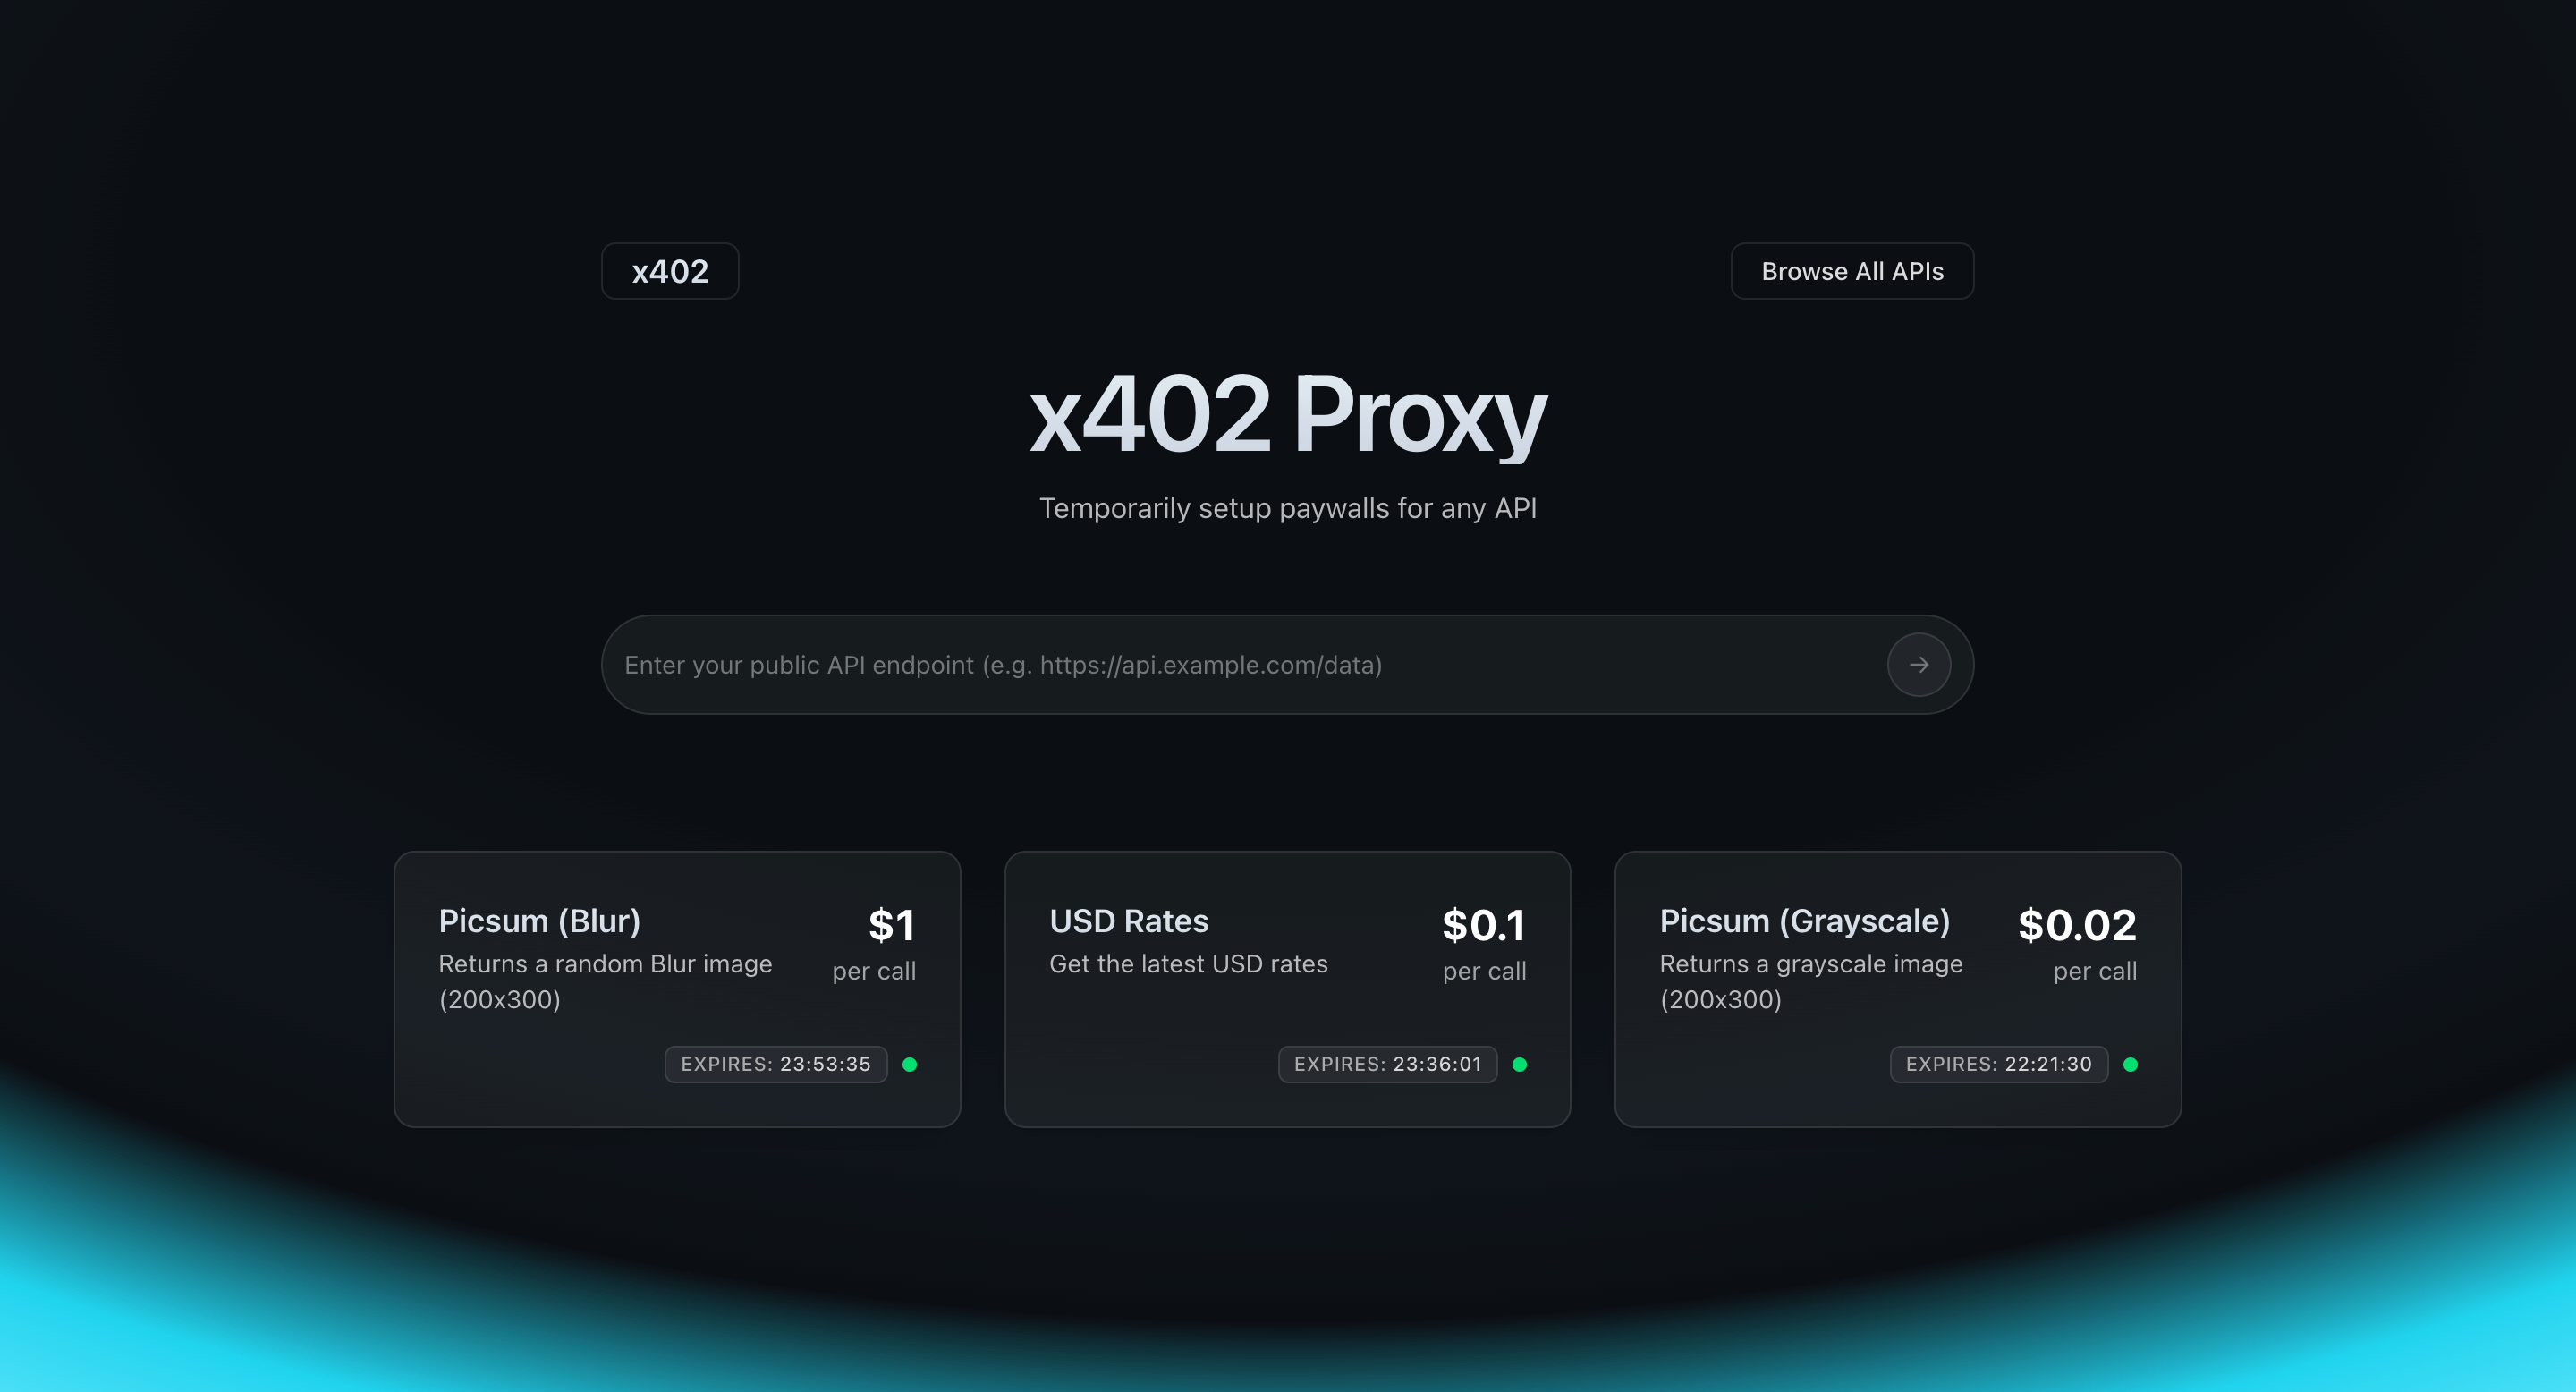 x402
Browse All APIs
x402 Proxy
Temporarily setup paywalls for any API
Enter your public API endpoint (e.g. https://api.example.com/data)
Picsum (Blur)
$1
Returns a random Blur image
(200x300)
per call
EXPIRES: 23:53:35
USD Rates
$0.1
Get the latest USD rates
per call
EXPIRES: 23:36:01
Picsum (Grayscale)
$0.02
Returns a grayscale image
(200x300)
per call
EXPIRES: 22:21:30